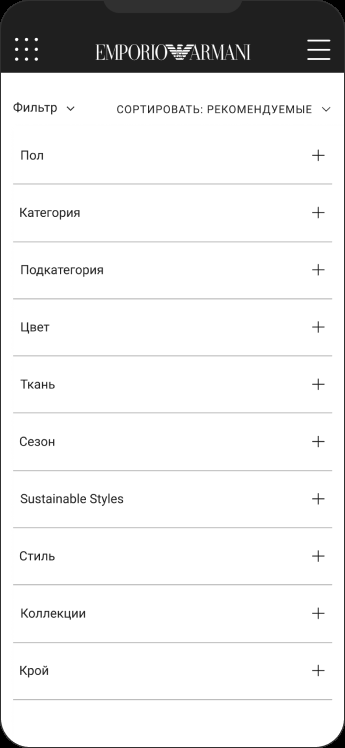 EMPORIO ARMANI
Фильтр
СОРТИРОВАТЬ: РЕКОМЕНДУЕМЫЕ
Пол
Категория
Подкатегория
Цвет
Ткань
Сезон
Sustainable Styles
Стиль
Коллекции
Крой